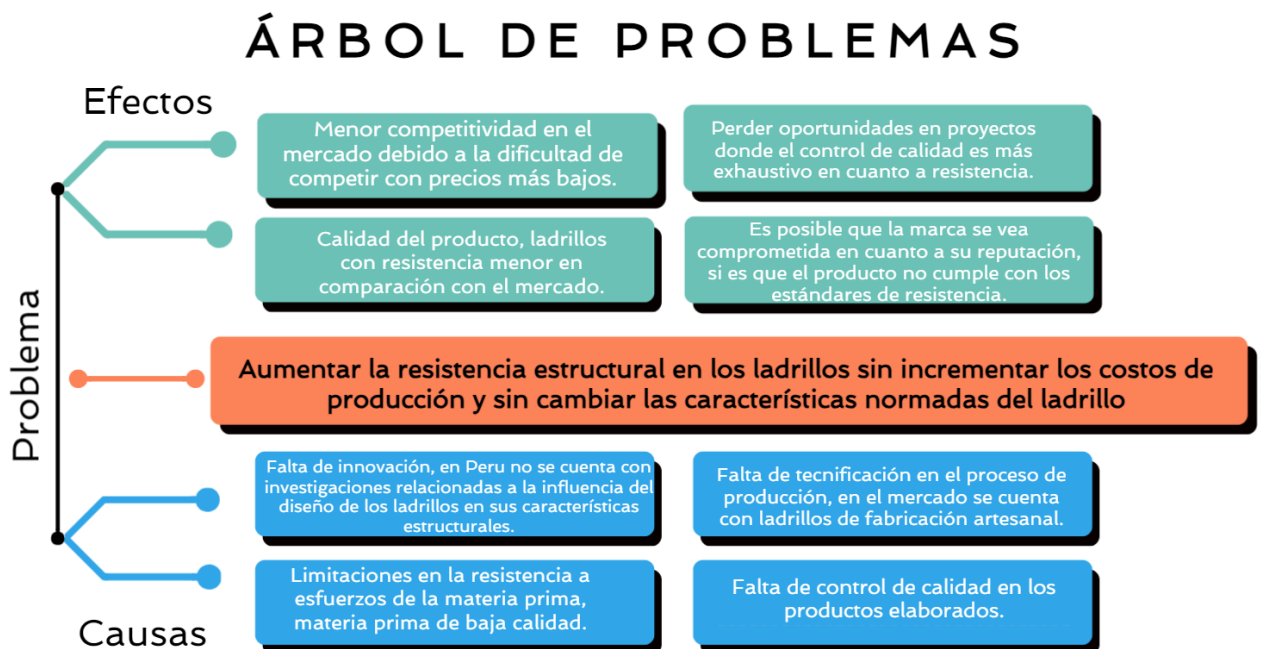 ÁRBOL DE PROBLEMAS
Efectos
Menor competitividad en el
mercado debido a la dificultad de
competir con precios más bajos.
Perder oportunidades en proyectos
donde el control de calidad es más
exhaustivo en cuanto a resistencia.
Calidad del producto, ladrillos
con resistencia menor en
comparación con el mercado.
Es posible que la marca se vea
comprometida en cuanto a su reputación,
si es que el producto no cumple con los
estándares de resistencia.
Problema
Aumentar la resistencia estructural en los ladrillos sin incrementar los costos de
producción y sin cambiar las características normadas del ladrillo
Falta de innovación, en Peru no se cuenta con
investigaciones relacionadas a la influencia del
diseño de los ladrillos en sus características
estructurales.
Falta de tecnificación en el proceso de
producción, en el mercado se cuenta
con ladrillos de fabricación artesanal.
Limitaciones en la resistencia a
esfuerzos de la materia prima,
materia prima de baja calidad.
Falta de control de calidad en los
productos elaborados.
Causas